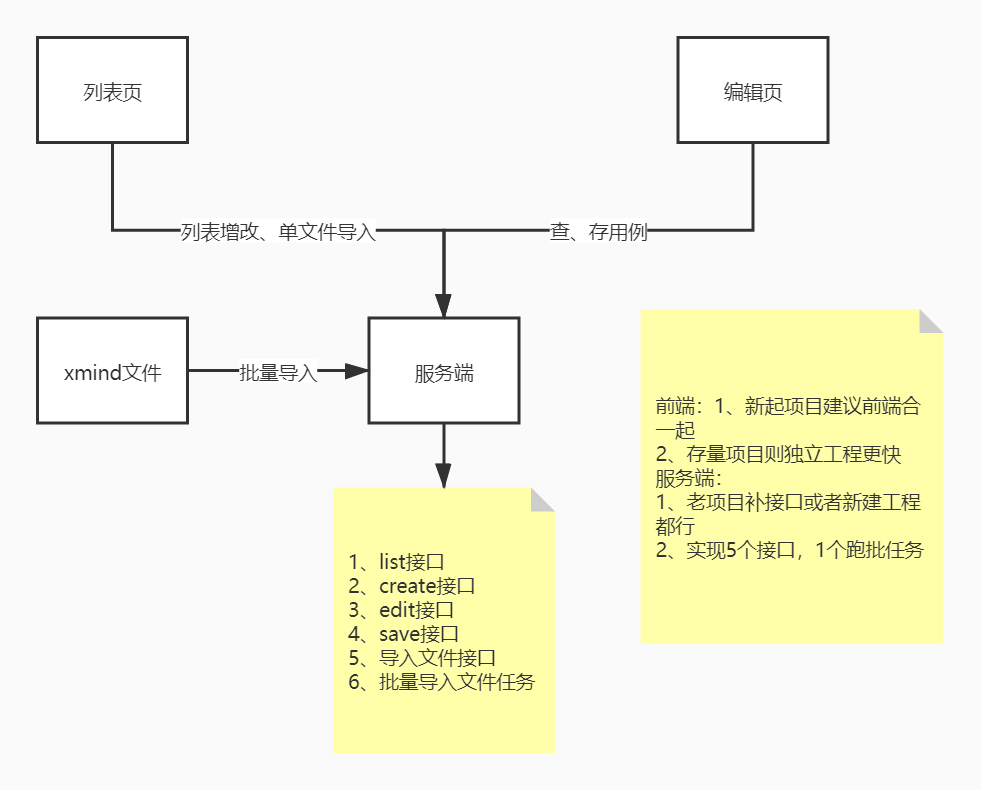 列表页
编辑页
列表增改、单文件导入
查、存用例
xmind文件
批量导入
服务端
前端：1、新起项目建议前端合
一起
2、存量项目则独立工程更快
服务端：
1、老项目补接口或者新建工程
都行
2、实现5个接口，1个跑批任务
1、list接口
2、create接口
3、edit接口
4、save接口
5、导入文件接口
6、批量导入文件任务